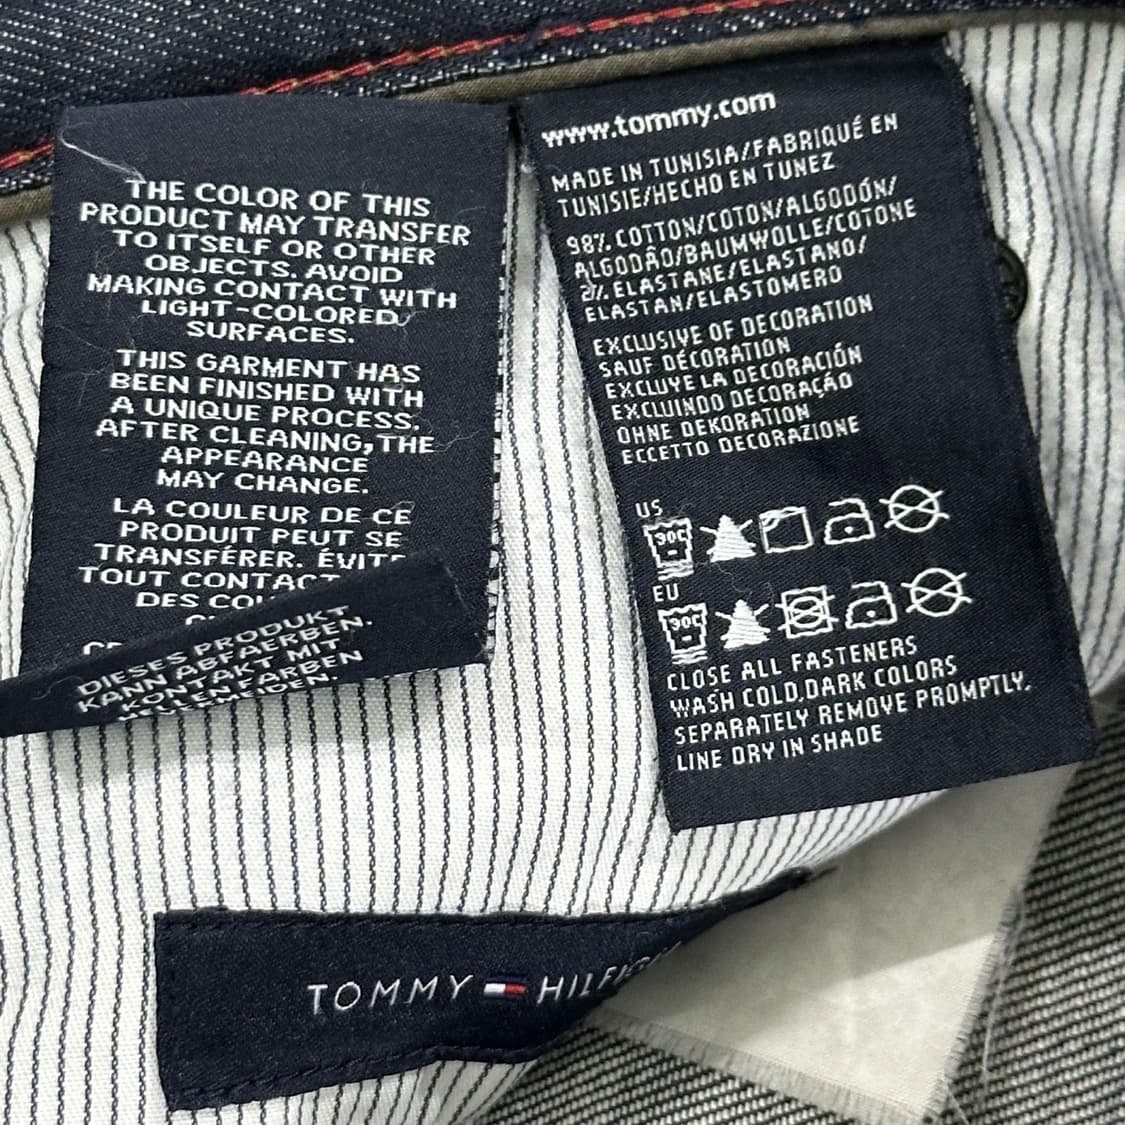 THE COLOR OF THIS
PRODUCT MAY TRANSFER
TO ITSELF OR OTHER
OBJECTS. AVOID
MAKING CONTACT WITH
LIGHT-COLORED
SURFACES.
THIS GARMENT HAS
BEEN FINISHED WITH
A UNIQUE PROCESS.
AFTER CLEANING, THE
APPEARANCE
MAY CHANGE.
LA COULEUR DE CE
PRODUIT PEUT SE
TRANSFÉRER. ÉVITE
TOUT CONTACT
DES
DIESES PRODUKT
KANN ABFAERBEN.
KONTAKT MIT
HELLEN FARBEN
www.tommy.com
MADE IN TUNISIA/FABRIQUÉ EN
TUNISIE/HECHO EN TUNEZ
98% COTTON/COTON/ALGODÓN/
ALGODÃO/BAUMWOLLE/COTONE
2% ELASTANE/ELASTANO/
ELASTAN/ELASTOMERO
EXCLUSIVE OF DECORATION
SAUF DÉCORATION
EXCLUYE LA DECORACIÓN
EXCLUINDO DECORAÇÃO
OHNE DEKORATION
ECCETTO DECORAZIONE
US
30C
EU
30C
CLOSE ALL FASTENERS
WASH COLD,DARK COLORS
SEPARATELY REMOVE PROMPTLY,
LINE DRY IN SHADE
TOMMY HILFIGER